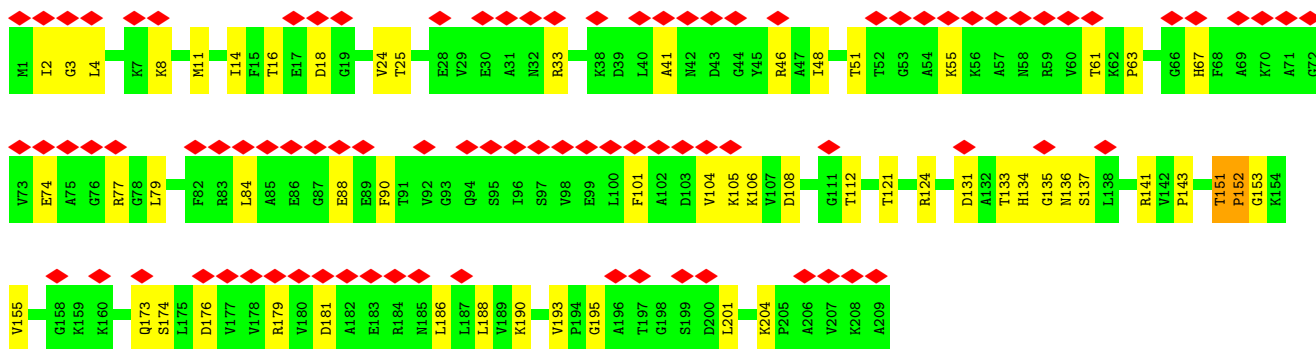 M1 I2 G3 L4 K7 K8 M11 I14 F15 T16 E17 D18 G19 V24 T25 E28 V29 E30 A31 N32 R33 K38 D39 L40 A41 N42 D43 G44 Y45 R46 A47 I48 T51 T52 G53 A54 K55 K56 A57 N58 R59 V60 T61 K62 P63 G66 H67 F68 A69 K70 A71 G72
V73 E74 A75 G76 R77 G78 L79 F82 R83 L84 A85 E86 G87 E88 E89 F90 T91 V92 G93 Q94 S95 I96 S97 V98 E99 L100 F101 A102 D103 V104 K105 K106 V107 D108 G111 T112 T121 R124 D131 A132 T133 H134 G135 N136 S137 L138 R141 V142 P143 T151 P152 G153 K154
V155 G158 K159 K160 Q173 S174 L175 D176 V177 V178 R179 V180 D181 A182 E183 R184 N185 L186 L187 L188 V189 K190 V193 P194 G195 A196 T197 G198 S199 D200 L201 K204 P205 A206 V207 K208 A209